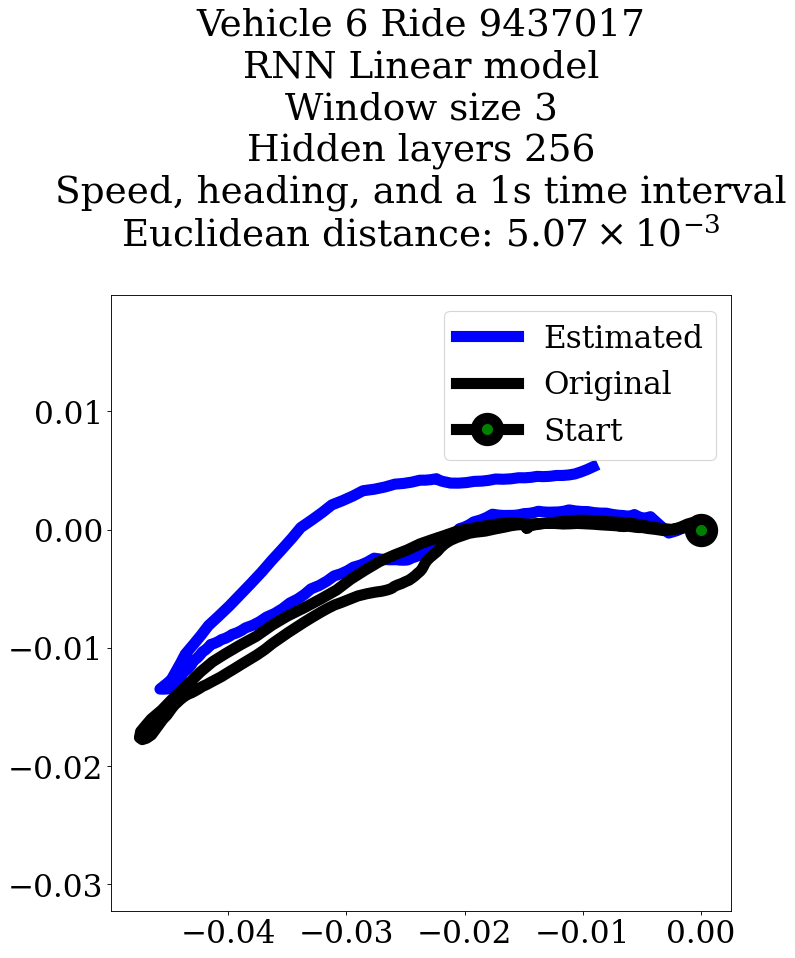 Vehicle 6 Ride 9437017
RNN Linear model
Window size 3
Hidden layers 256
Speed, heading, and a 1s time interval
Euclidean distance: 5.07 × 10⁻³
Estimated
Original
Start
0.01
0.00
−0.01
−0.02
−0.03
−0.04 −0.03 −0.02 −0.01 0.00